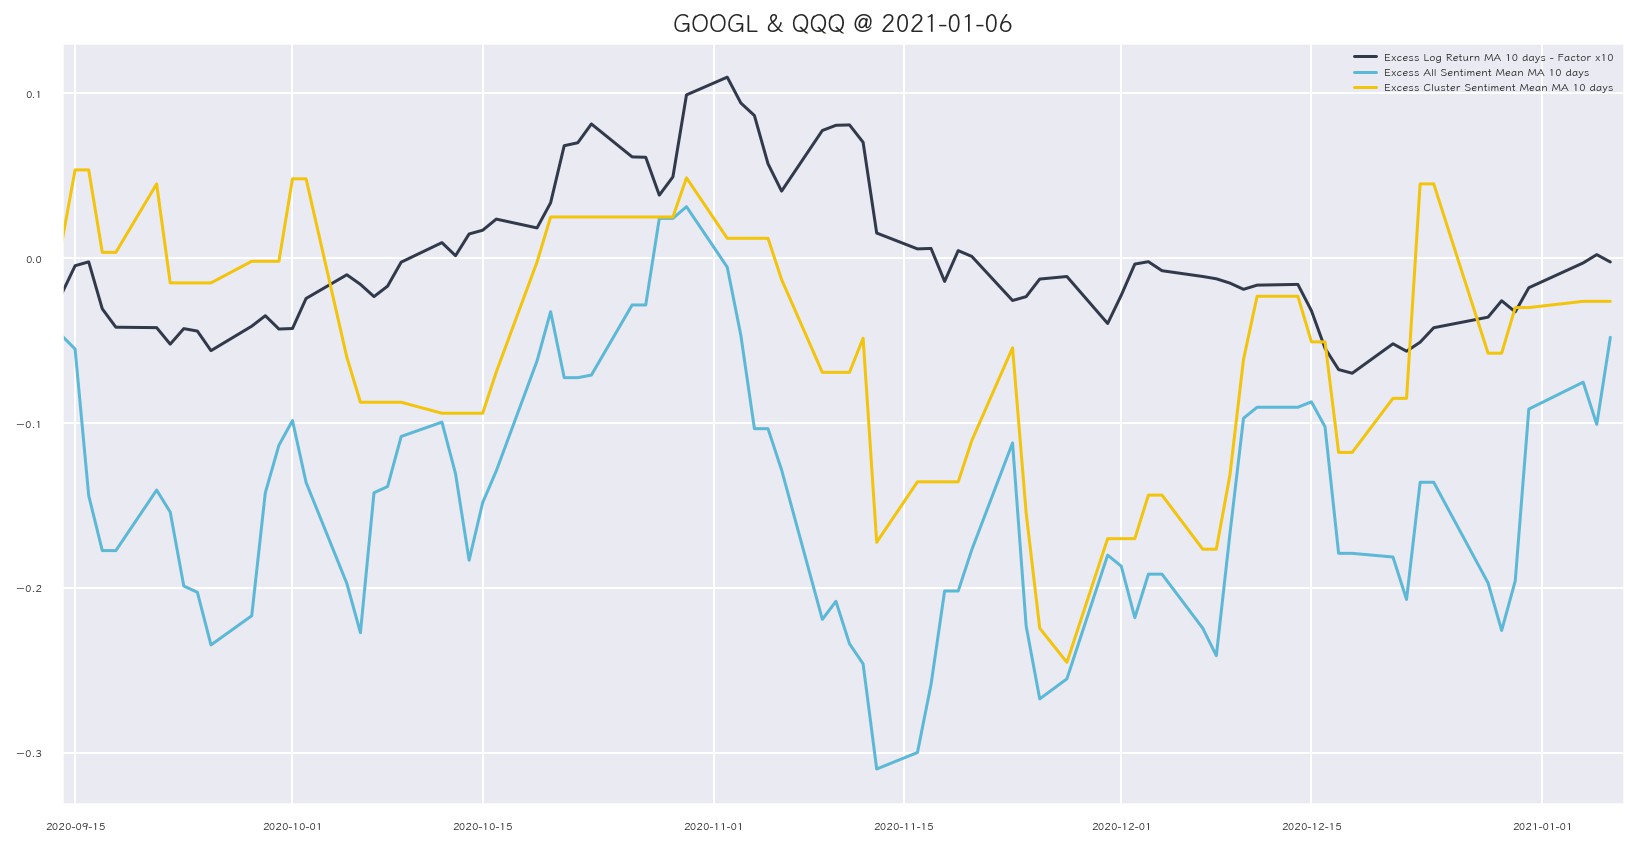 GOOGL & QQQ @ 2021-01-06
Excess Log Return MA 10 days - Factor x10
Excess All Sentiment Mean MA 10 days
Excess Cluster Sentiment Mean MA 10 days
0.1
0.0
−0.1
−0.2
−0.3
2020-09-15 2020-10-01 2020-10-15 2020-11-01 2020-11-15 2020-12-01 2020-12-15 2021-01-01